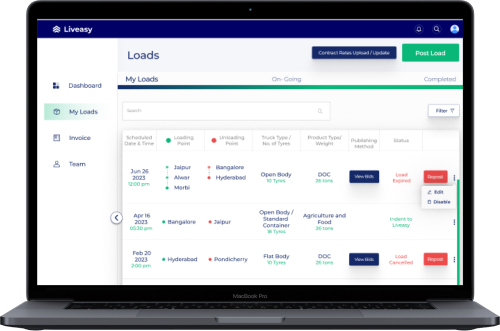 Liveasy
Loads
Contract Rates Upload / Update
Post Load
My Loads
On-Going
Completed
Dashboard
My Loads
Invoice
Team
Search
Filter
Scheduled Date & Time
Loading Point
Unloading Point
Truck Type / No. of Tyres
Product Type/ Weight
Publishing Method
Status
Jun 26 2023
12:00 pm
Jaipur
Alwar
Morbi
Bangalore
Hyderabad
Open Body
10 Tyres
DOC
26 tons
View Bids
Load Expired
Repost
Edit
Disable
Apr 16 2023
05:30 pm
Bangalore
Jaipur
Open Body / Standard Container
18 Tyres
Agriculture and Food
26 tons
Indent to Liveasy
Feb 20 2023
2:00 pm
Hyderabad
Pondicherry
Flat Body
10 Tyres
DOC
26 tons
View Bids
Load Cancelled
Repost
MacBook Pro